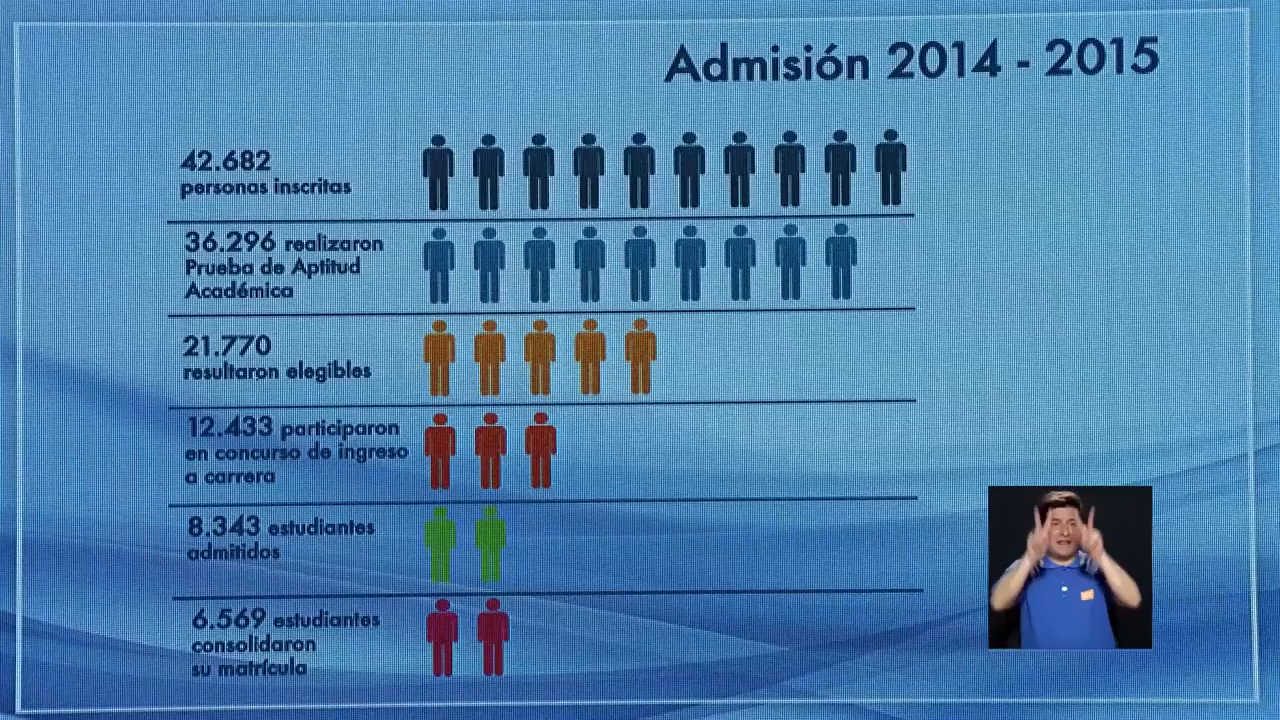 Admisión 2014 - 2015
42.682
personas inscritas
36.296 realizaron
Prueba de Aptitud
Académica
21.770
resultaron elegibles
12.433 participaron
en concurso de ingreso
a carrera
8.343 estudiantes
admitidos
6.569 estudiantes
consolidaron
su matrícula